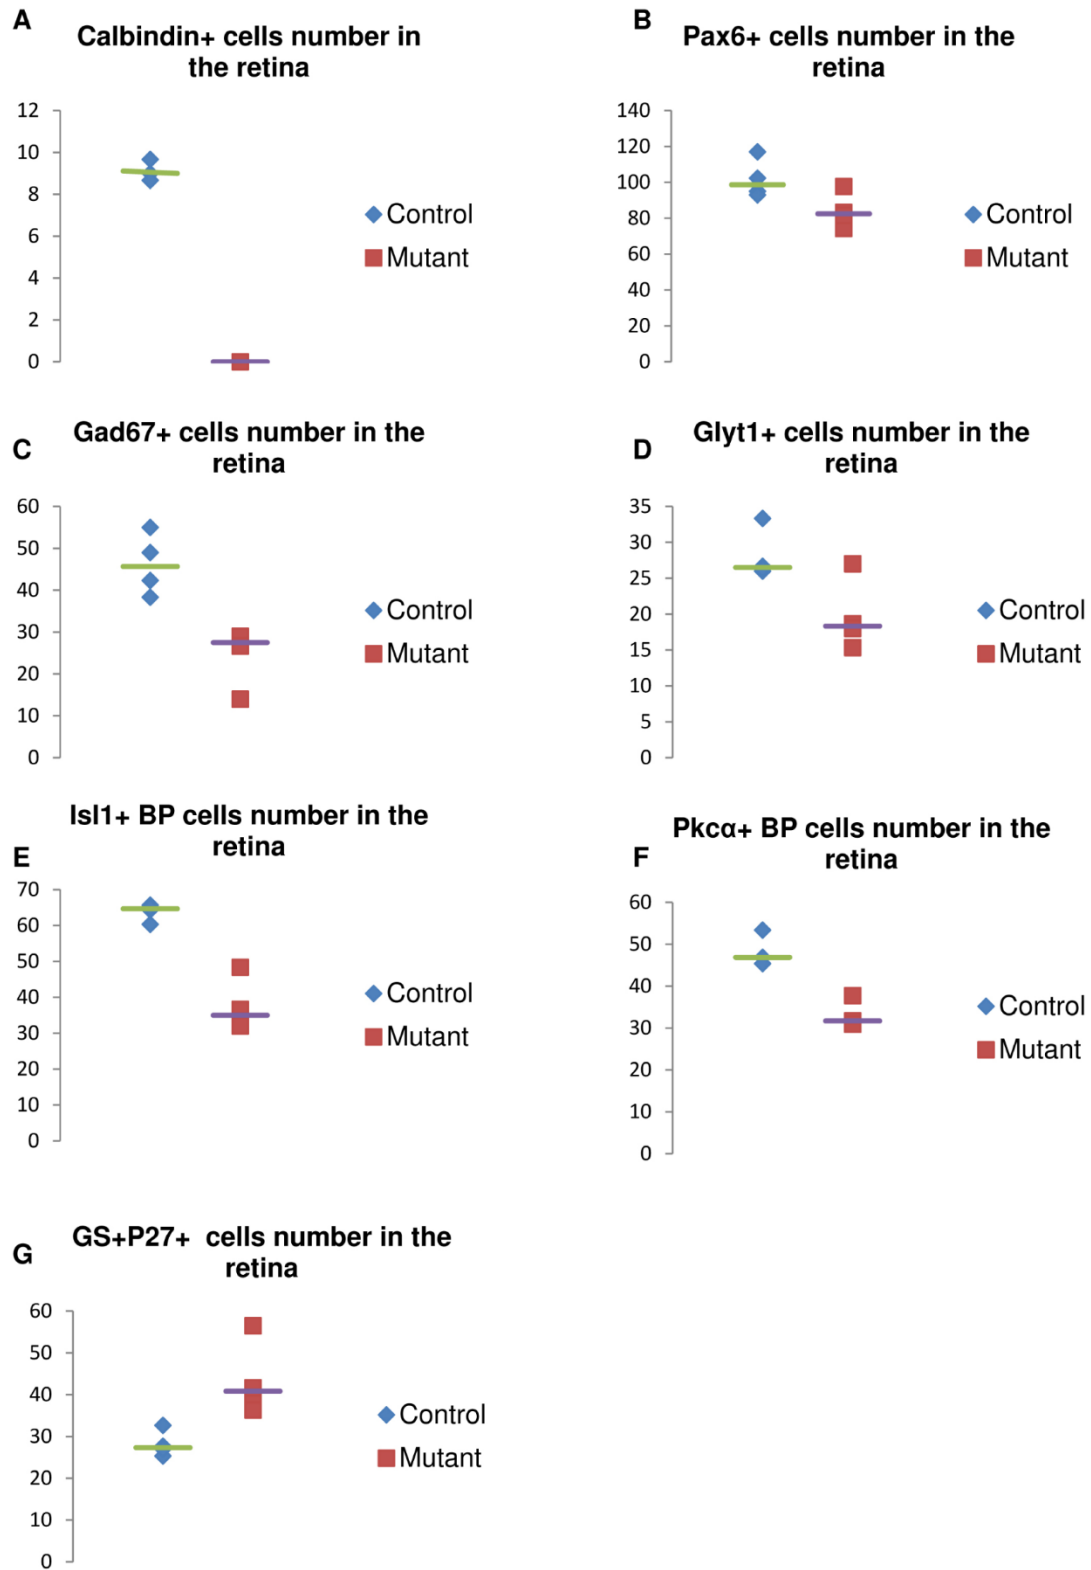 A
Calbindin+ cells number in
the retina
12
10
8
6
4
2
0
Control
Mutant
B
Pax6+ cells number in the
retina
140
120
100
80
60
40
20
0
Control
Mutant
C
Gad67+ cells number in the
retina
60
50
40
30
20
10
0
Control
Mutant
D
Glyt1+ cells number in the
retina
35
30
25
20
15
10
5
0
Control
Mutant
E
Isl1+ BP cells number in the
retina
70
60
50
40
30
20
10
0
Control
Mutant
F
Pkcα+ BP cells number in the
retina
60
50
40
30
20
10
0
Control
Mutant
G
GS+P27+ cells number in the
retina
60
50
40
30
20
10
0
Control
Mutant